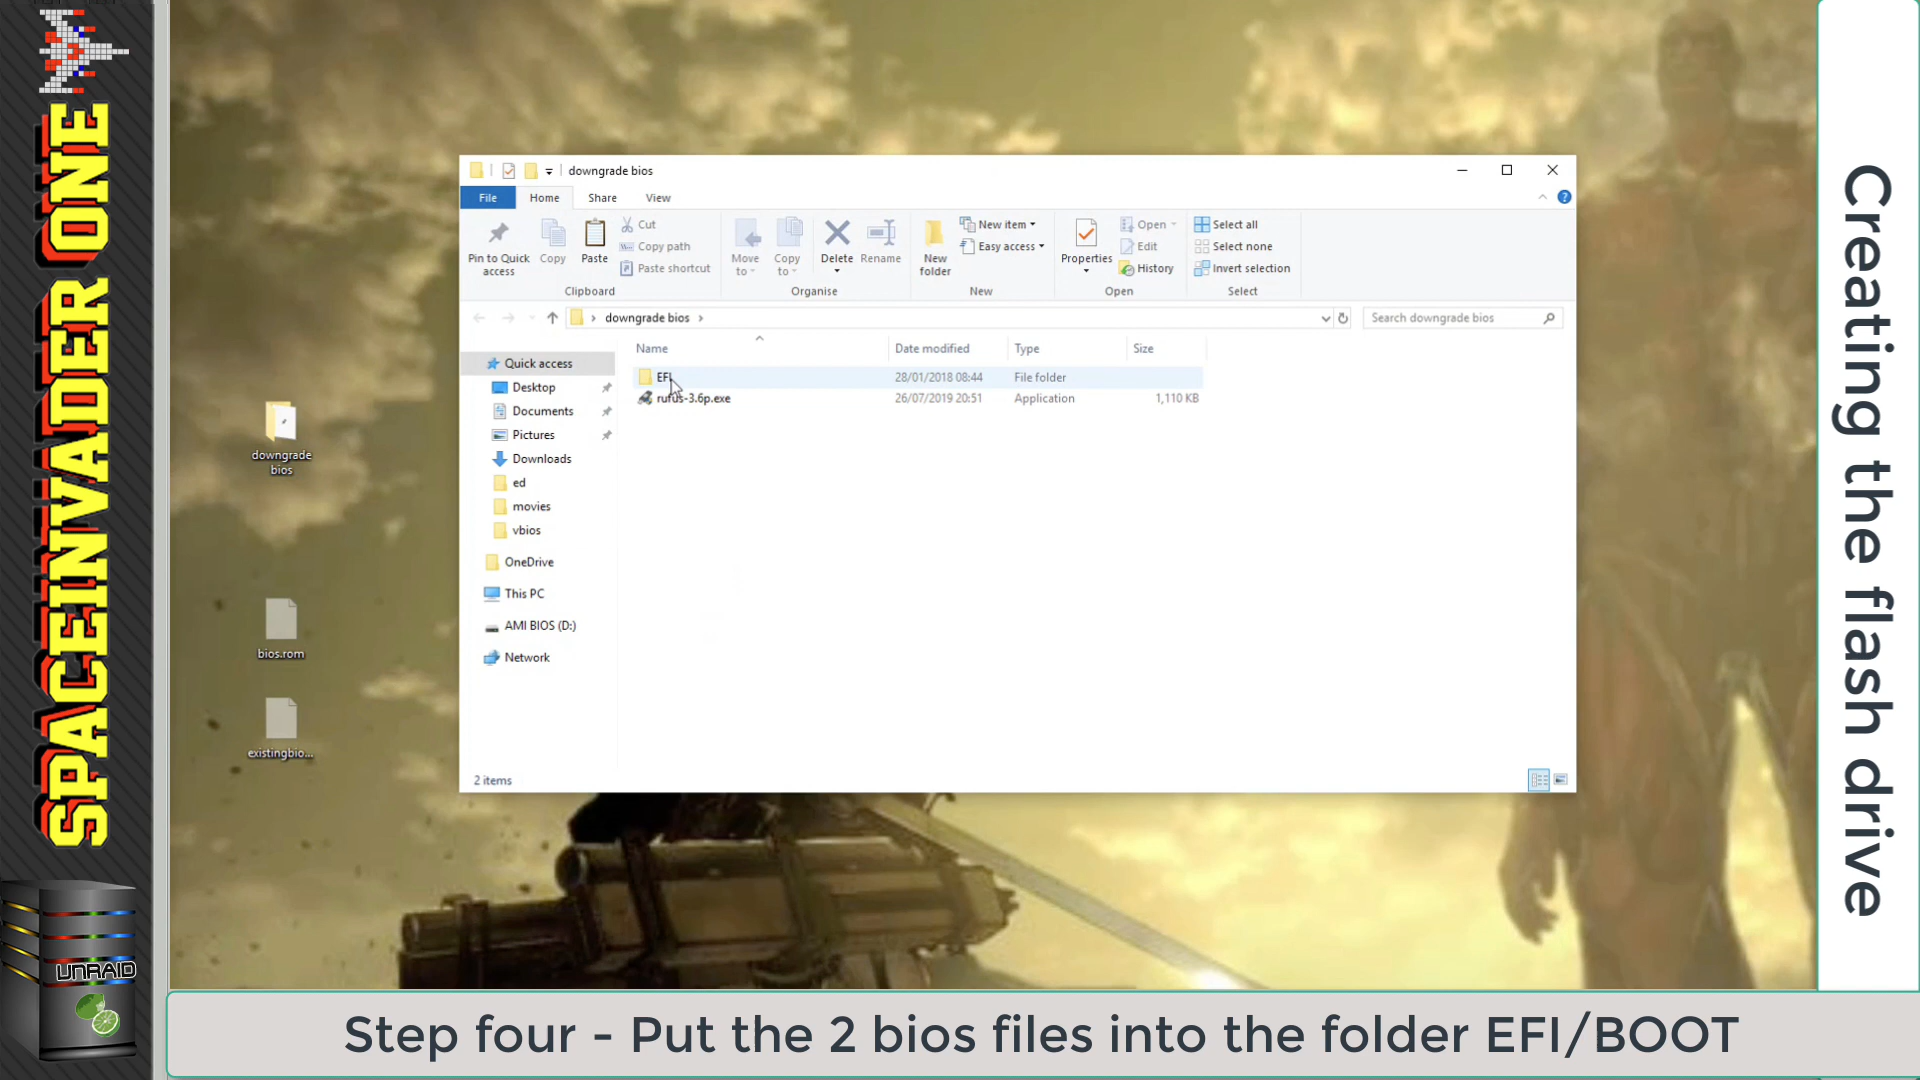 SPACEINVADER ONE
UNRAID
downgrade
bios
bios.rom
existingbio...
downgrade bios
File
Home
Share
View
Pin to Quick
access
Copy
Paste
Cut
Copy path
Paste shortcut
Clipboard
Move
to
Copy
to
Delete
Rename
Organise
New
folder
New item
Easy access
New
Properties
Open
Edit
History
Open
Select all
Select none
Invert selection
Select
downgrade bios
Search downgrade bios
Quick access
Desktop
Documents
Pictures
Downloads
ed
movies
vbios
OneDrive
This PC
AMI BIOS (D:)
Network
Name
Date modified
Type
Size
EFI
28/01/2018 08:44
File folder
rufus-3.6p.exe
26/07/2019 20:51
Application
1,110 KB
2 items
Creating the flash drive
Step four - Put the 2 bios files into the folder EFI/BOOT